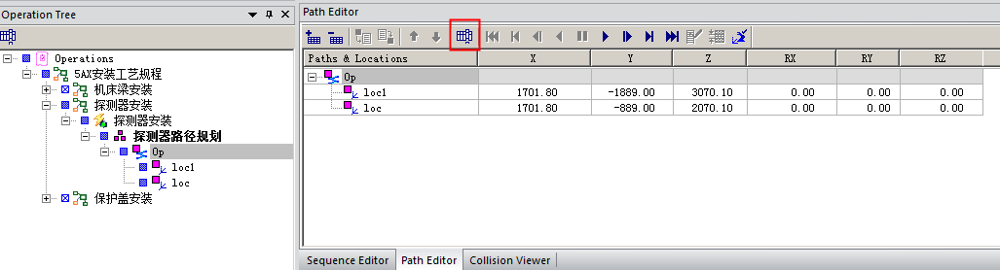 Operation Tree
Operations
5AX安装工艺规程
机床梁安装
探测器安装
探测器安装
探测器路径规划
Op
loc1
loc
保护盖安装
Path Editor
Paths & Locations X Y Z RX RY RZ
Op
loc1 1701.80 -1889.00 3070.10 0.00 0.00 0.00
loc 1701.80 -889.00 2070.10 0.00 0.00 0.00
Sequence Editor Path Editor Collision Viewer